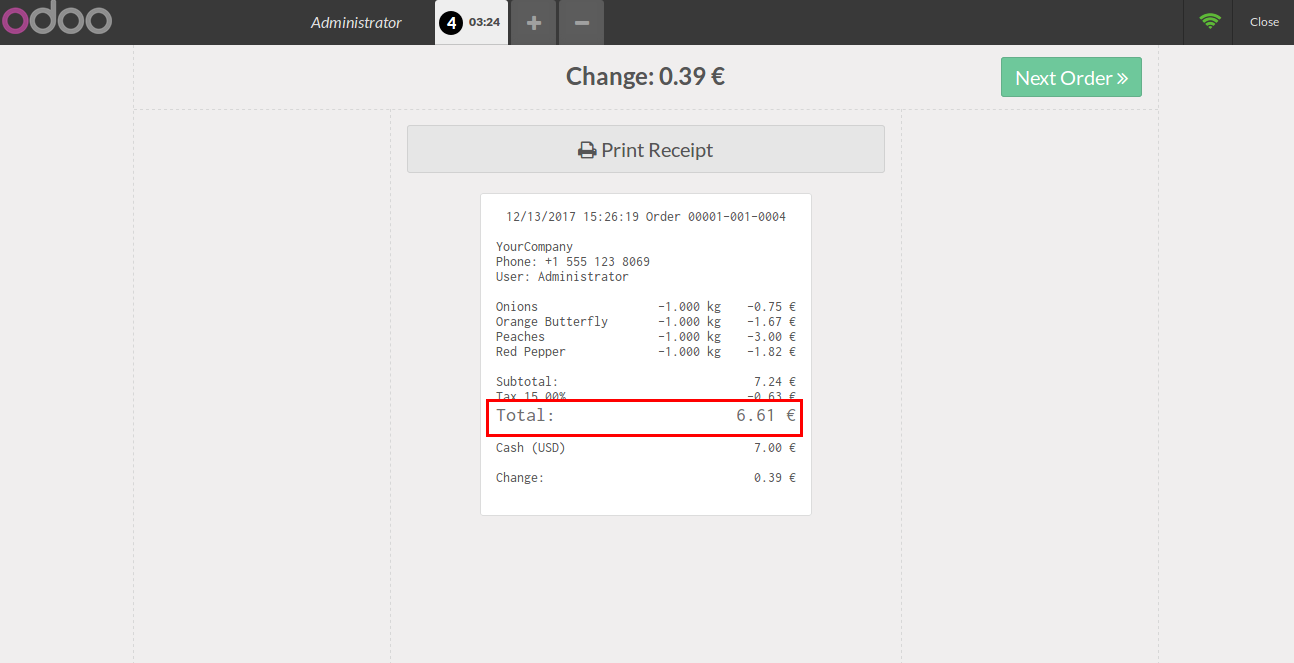 odoo
Administrator 4 03:24 + − Close
Change: 0.39 € Next Order »
Print Receipt
12/13/2017 15:26:19 Order 00001-001-0004
YourCompany
Phone: +1 555 123 8069
User: Administrator
Onions -1.000 kg -0.75 €
Orange Butterfly -1.000 kg -1.67 €
Peaches -1.000 kg -3.00 €
Red Pepper -1.000 kg -1.82 €
Subtotal: 7.24 €
Tax 15.00% -0.63 €
Total: 6.61 €
Cash (USD) 7.00 €
Change: 0.39 €